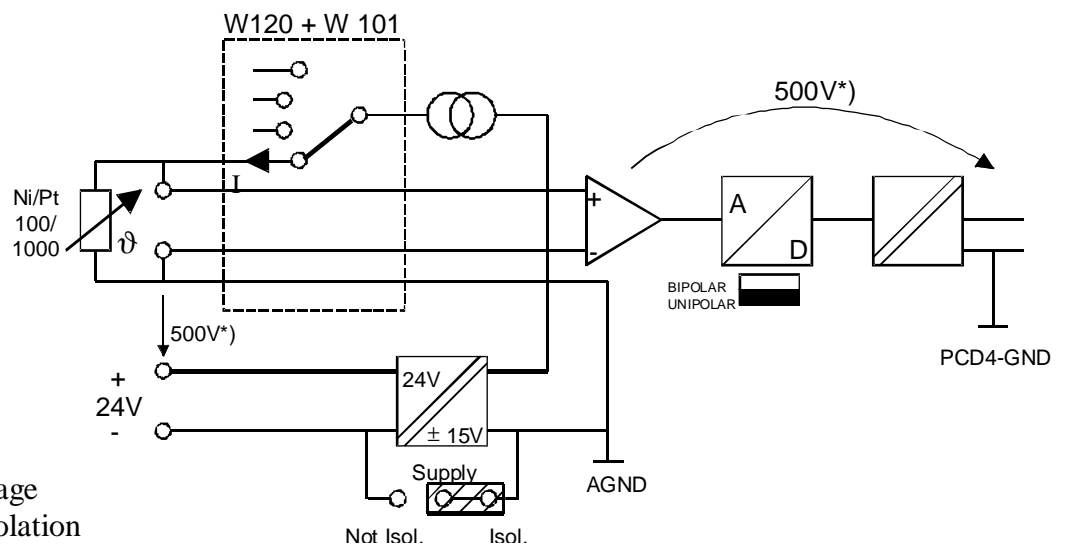 W120 + W 101
500V*)
I
Ni/Pt
100/
1000
ϑ
+
-
A
D
BIPOLAR
UNIPOLAR
PCD4-GND
500V*)
+
24V
-
24V
± 15V
Supply
AGND
Not Isol.
Isol.
age
olation